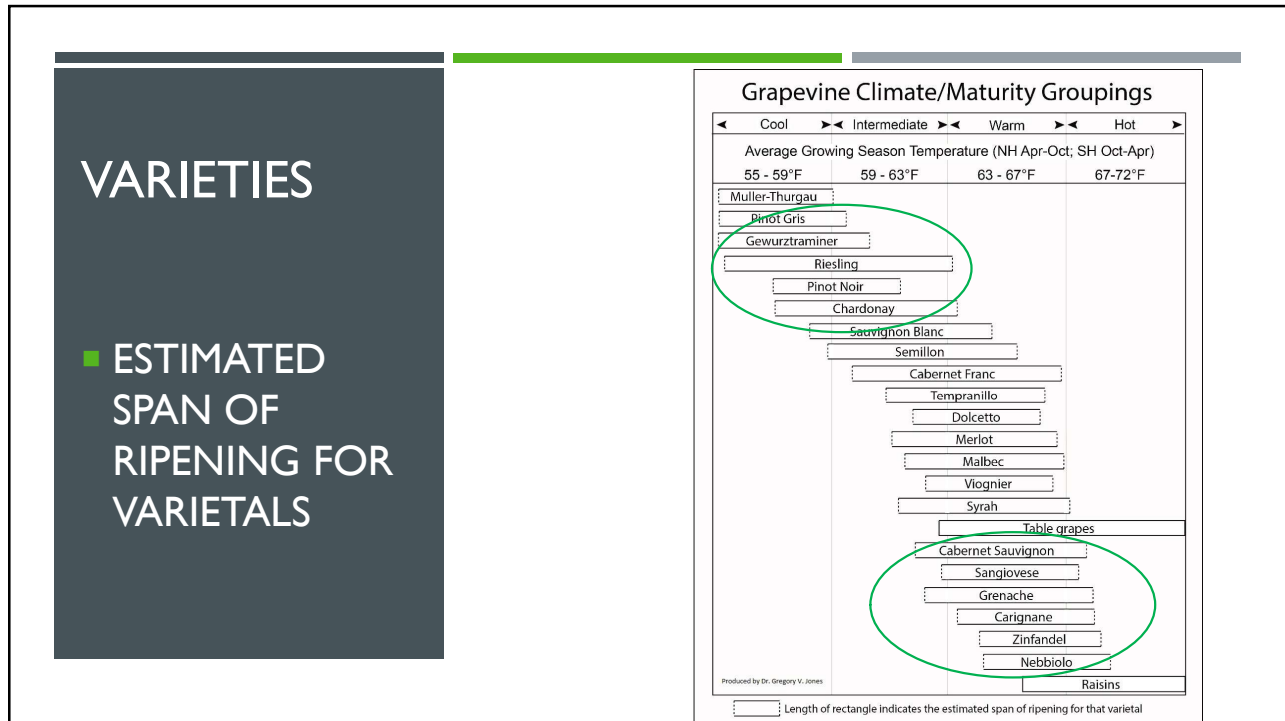 VARIETIES
■ ESTIMATED
SPAN OF
RIPENING FOR
VARIETALS
Grapevine Climate/Maturity Groupings
Cool Intermediate Warm Hot
Average Growing Season Temperature (NH Apr-Oct; SH Oct-Apr)
55 - 59°F 59 - 63°F 63 - 67°F 67-72°F
Muller-Thurgau
Pinot Gris
Gewurztraminer
Riesling
Pinot Noir
Chardonay
Sauvignon Blanc
Semillon
Cabernet Franc
Tempranillo
Dolcetto
Merlot
Malbec
Viognier
Syrah
Table grapes
Cabernet Sauvignon
Sangiovese
Grenache
Carignane
Zinfandel
Nebbiolo
Raisins
Produced by Dr. Gregory V. Jones
Length of rectangle indicates the estimated span of ripening for that varietal